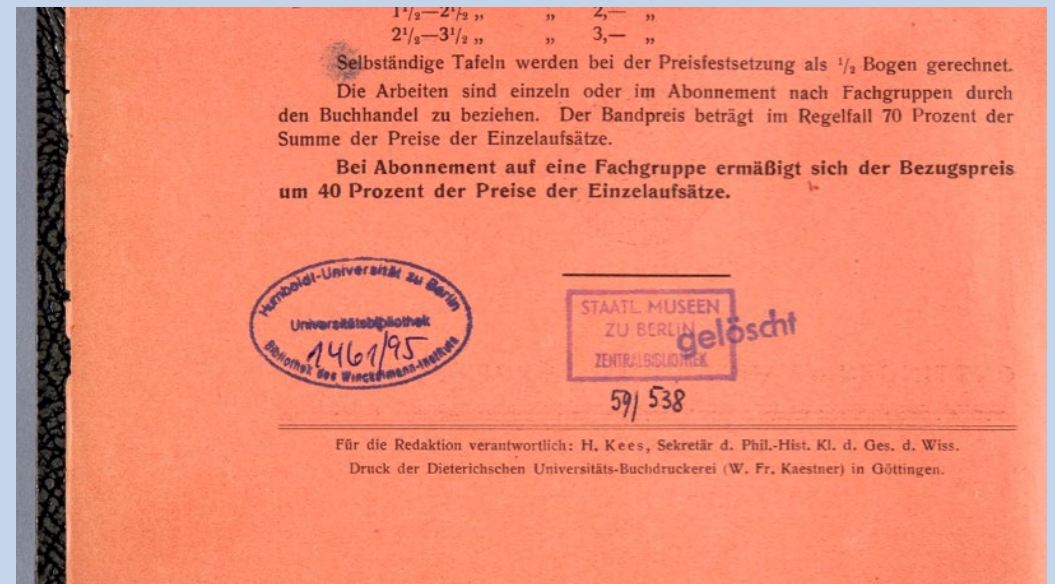 1¹/₂—2¹/₂ „ „ 2,— „
2¹/₂—3¹/₂ „ „ 3,— „
Selbständige Tafeln werden bei der Preisfestsetzung als ¹/₂ Bogen gerechnet.
Die Arbeiten sind einzeln oder im Abonnement nach Fachgruppen durch
den Buchhandel zu beziehen. Der Bandpreis beträgt im Regelfall 70 Prozent der
Summe der Preise der Einzelaufsätze.
Bei Abonnement auf eine Fachgruppe ermäßigt sich der Bezugspreis
um 40 Prozent der Preise der Einzelaufsätze.
Humboldt-Universität zu Berlin
Universitätsbibliothek
1461/95
Bibliothek des Winckelmann-Instituts
STAATL. MUSEEN
ZU BERLIN
gelöscht
ZENTRALBIBLIOTHEK
59/538
Für die Redaktion verantwortlich: H. Kees, Sekretär d. Phil.-Hist. Kl. d. Ges. d. Wiss.
Druck der Dieterichschen Universitäts-Buchdruckerei (W. Fr. Kaestner) in Göttingen.